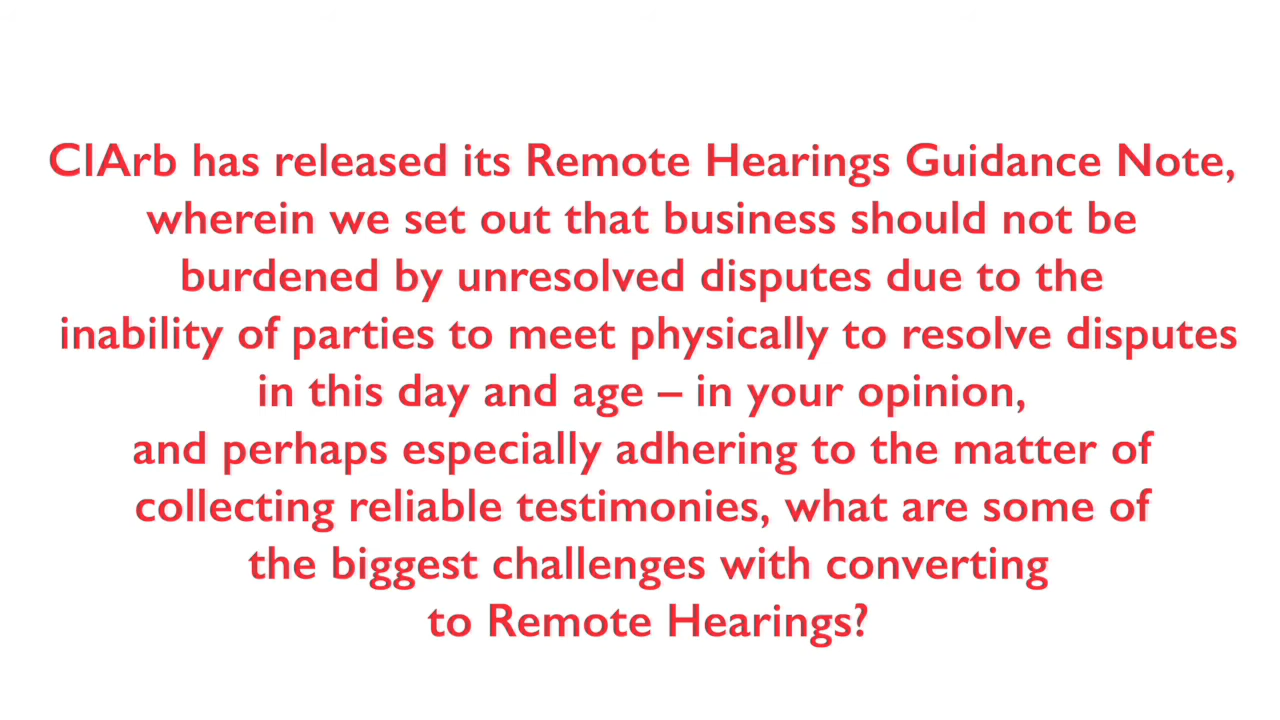 CIArb has released its Remote Hearings Guidance Note,
wherein we set out that business should not be
burdened by unresolved disputes due to the
inability of parties to meet physically to resolve disputes
in this day and age – in your opinion,
and perhaps especially adhering to the matter of
collecting reliable testimonies, what are some of
the biggest challenges with converting
to Remote Hearings?